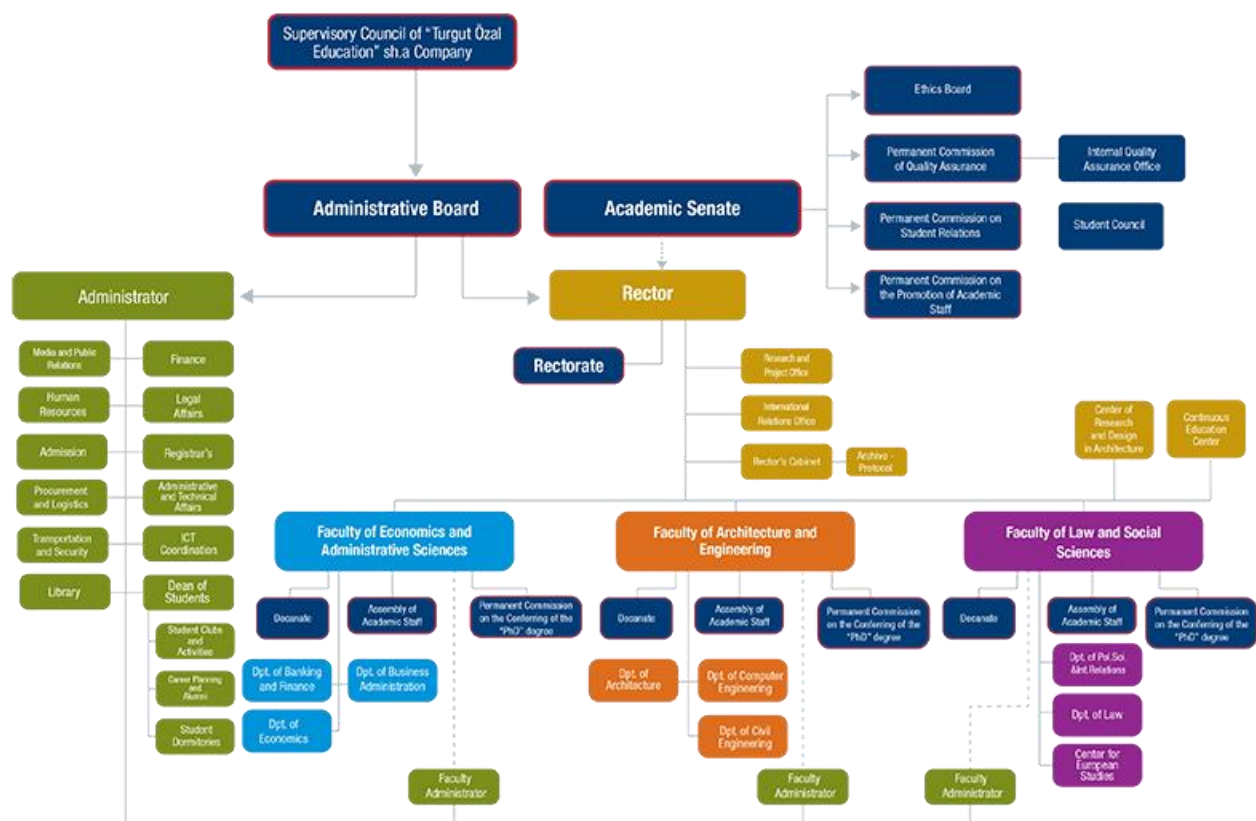 Supervisory Council of "Turgut Özal
Education" sh.a Company
Administrative Board
Academic Senate
Ethics Board
Permanent Commission
of Quality Assurance
Internal Quality
Assurance Office
Permanent Commission on
Student Relations
Student Council
Permanent Commission on
the Promotion of Academic
Staff
Administrator
Rector
Rectorate
Media and Public
Relations
Finance
Human
Resources
Legal
Affairs
Admission
Registrar's
Procurement
and Logistics
Administrative
and Technical
Affairs
Transportation
and Security
ICT
Coordination
Library
Dean of
Students
Student Clubs
and
Activities
Career Planning
and
Alumni
Student
Dormitories
Research and
Project Office
International
Relations Office
Rector's Cabinet
Archive -
Protocol
Center of
Research
and Design
in Architecture
Continuous
Education
Center
Faculty of Economics and
Administrative Sciences
Decanate
Assembly of
Academic Staff
Permanent Commission
on the Conferring of the
"PhD" degree
Dpt. of Banking
and Finance
Dpt. of Business
Administration
Dpt. of
Economics
Faculty
Administrator
Faculty of Architecture and
Engineering
Decanate
Assembly of
Academic Staff
Permanent Commission
on the Conferring of the
"PhD" degree
Dpt. of
Architecture
Dpt. of Computer
Engineering
Dpt. of Civil
Engineering
Faculty
Administrator
Faculty of Law and Social
Sciences
Decanate
Assembly of
Academic Staff
Permanent Commission
on the Conferring of the
"PhD" degree
Dpt. of Pol.Sci.
&Int.Relations
Dpt. of Law
Center for
European
Studies
Faculty
Administrator